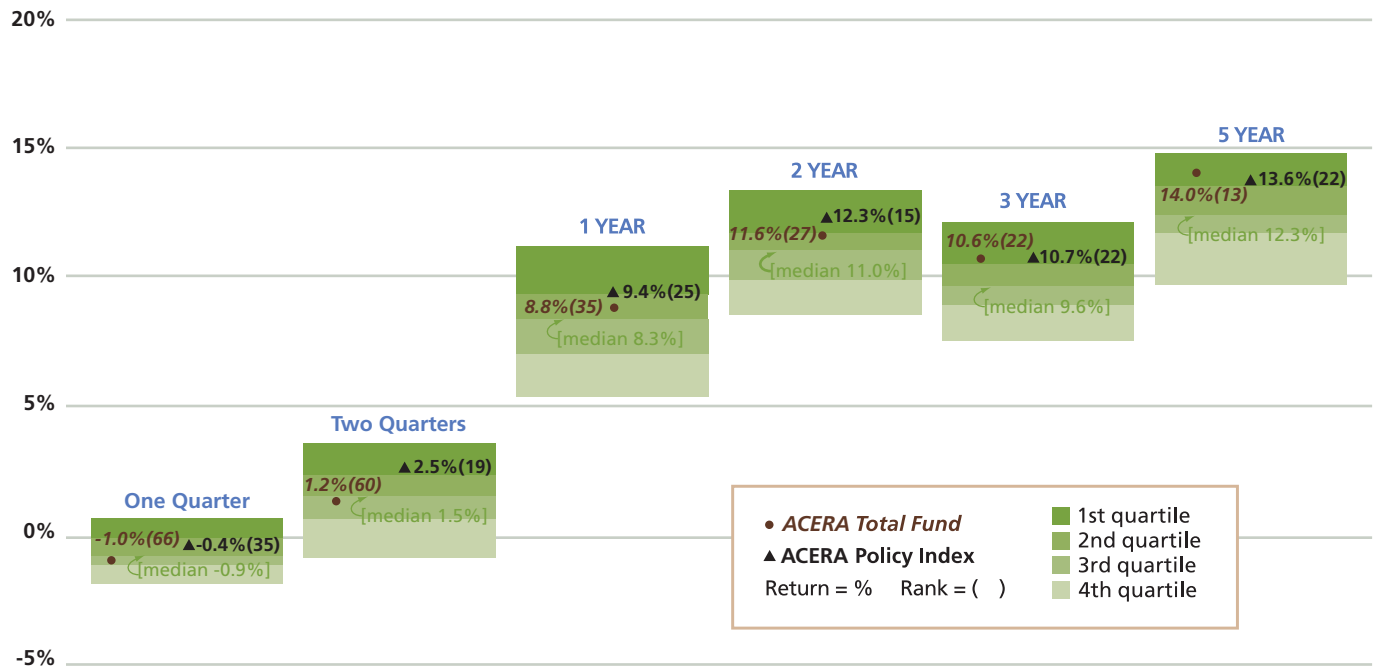 20%
15%
10%
5%
0%
-5%
One Quarter
-1.0%(66)
-0.4%(35)
[median -0.9%]
Two Quarters
2.5%(19)
1.2%(60)
[median 1.5%]
1 YEAR
9.4%(25)
8.8%(35)
[median 8.3%]
2 YEAR
12.3%(15)
11.6%(27)
[median 11.0%]
3 YEAR
10.6%(22)
10.7%(22)
[median 9.6%]
5 YEAR
13.6%(22)
14.0%(13)
[median 12.3%]
ACERA Total Fund
ACERA Policy Index
Return = % Rank = ( )
1st quartile
2nd quartile
3rd quartile
4th quartile